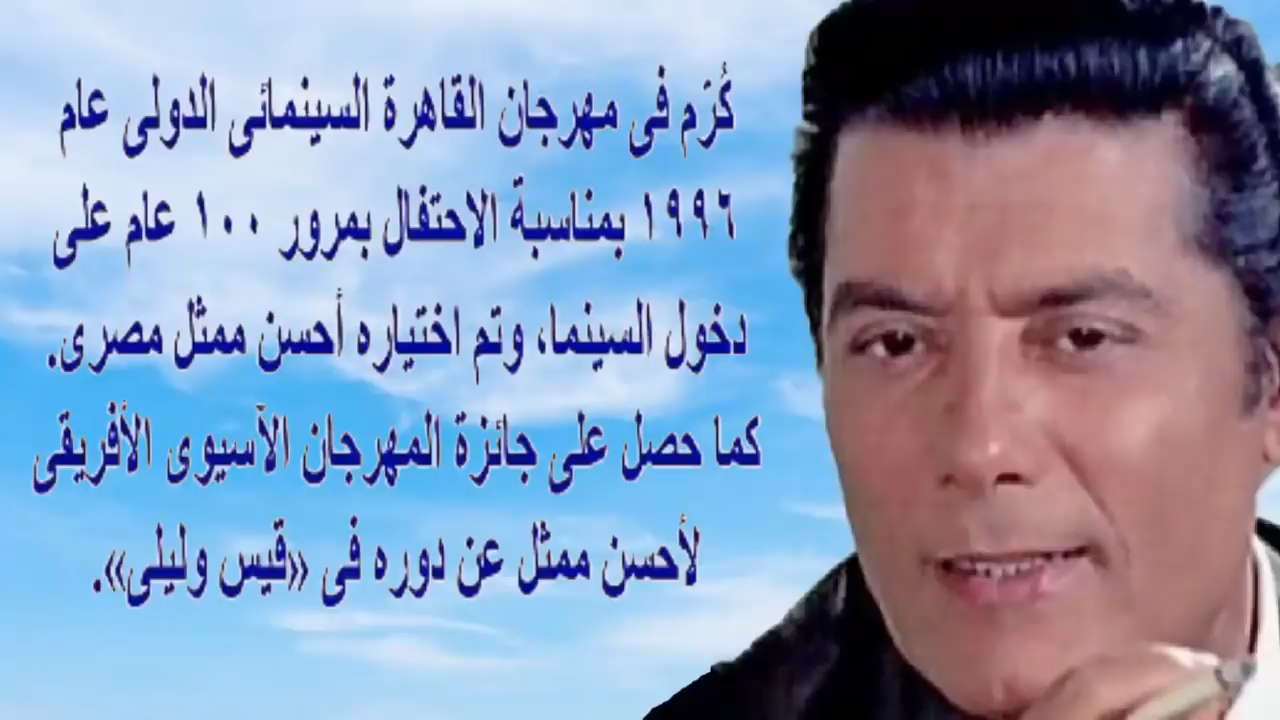 كُرَم فى مهرجان القاهرة السينمائى الدولى عام
١٩٩٦ بمناسبة الاحتفال بمرور ١٠٠ عام على
دخول السينما، وتم اختياره أحسن ممثل مصرى.
كما حصل على جائزة المهرجان الآسيوى الأفريقى
لأحسن ممثل عن دوره فى «قيس وليلى».